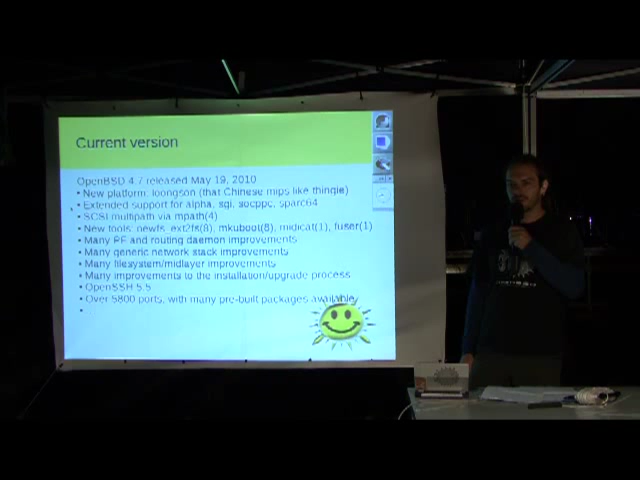 Current version
OpenBSD 4.7 released May 19, 2010
• New platform: loongson (that Chinese mips like thingie)
• Extended support for alpha, sgi, socppc, sparc64
• SCSI multipath via mpath(4)
• New tools: newfs_ext2fs(8), mkuboot(8), midicat(1), fuser(1)
• Many PF and routing daemon improvements
• Many generic network stack improvements
• Many filesystem/midlayer improvements
• Many improvements to the installation/upgrade process
• OpenSSH 5.5
• Over 5800 ports, with many pre-built packages available
•